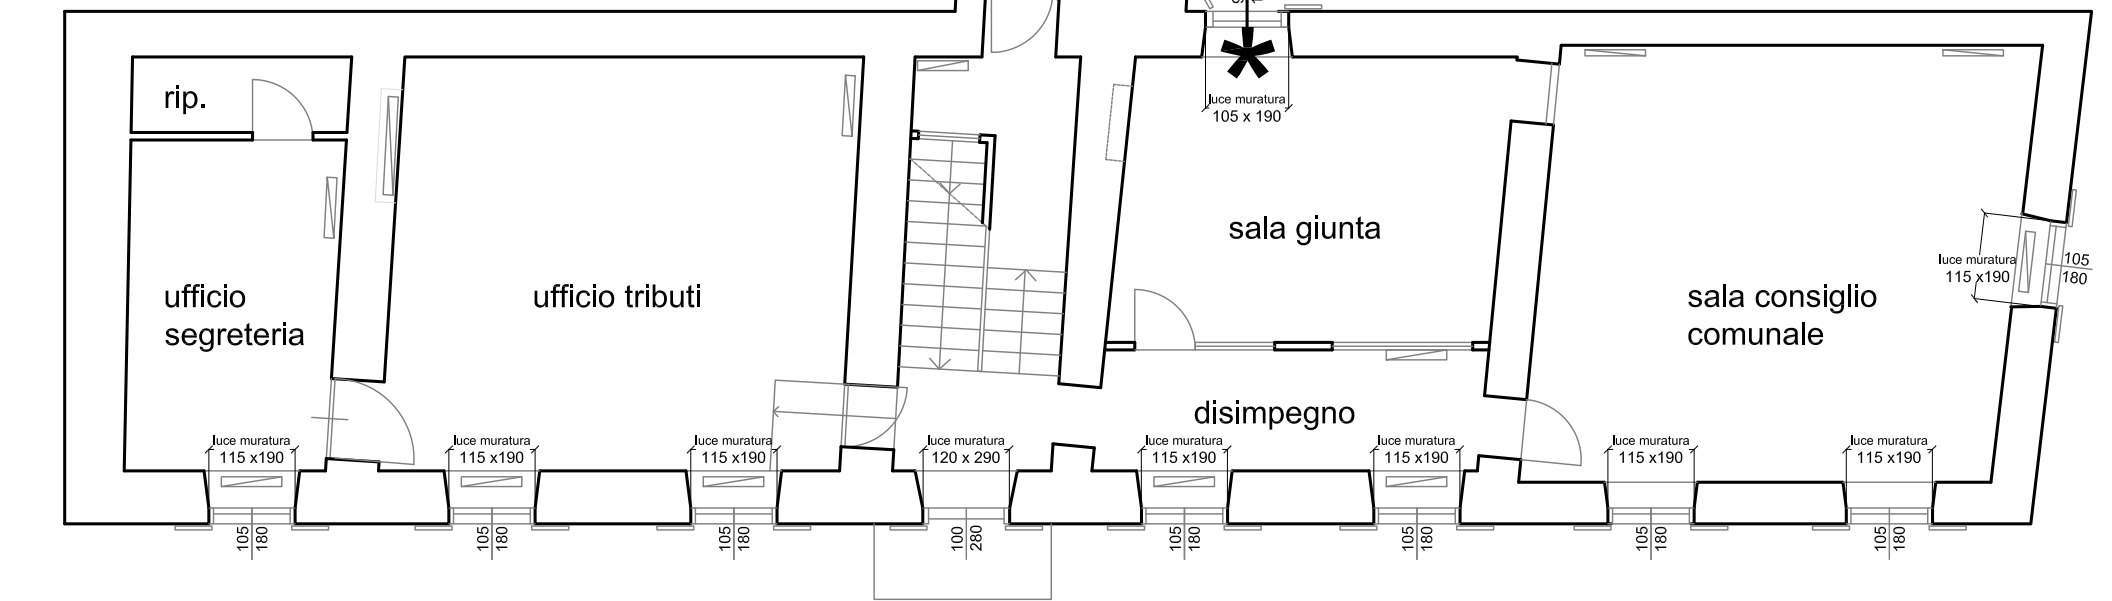 rip.
luce muratura
105 x 190
sala giunta
luce muratura
115 x190
105
180
ufficio
segreteria
ufficio tributi
sala consiglio
comunale
disimpegno
luce muratura
115 x190
luce muratura
115 x190
luce muratura
115 x190
luce muratura
120 x 290
luce muratura
115 x190
luce muratura
115 x190
luce muratura
115 x190
luce muratura
115 x190
105
180
105
180
105
180
100
280
105
180
105
180
105
180
105
180